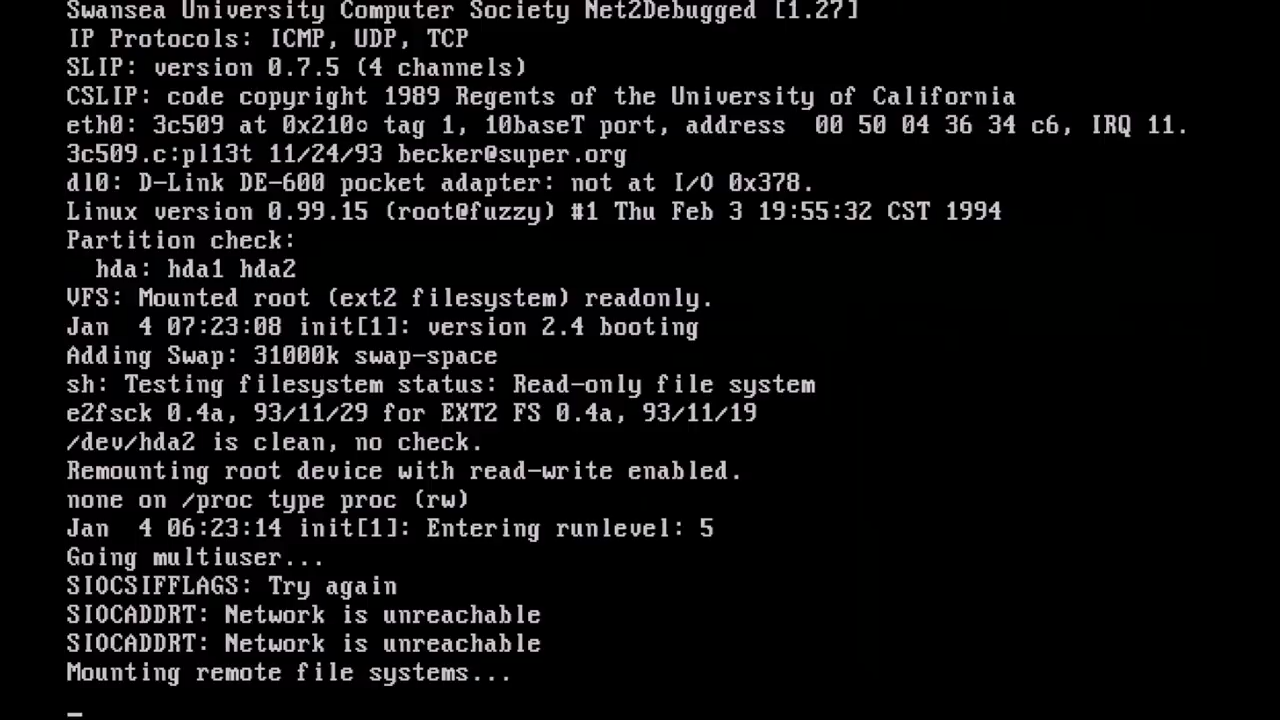 Swansea University Computer Society Net2Debugged [1.27]
IP Protocols: ICMP, UDP, TCP
SLIP: version 0.7.5 (4 channels)
CSLIP: code copyright 1989 Regents of the University of California
eth0: 3c509 at 0x210○ tag 1, 10baseT port, address  00 50 04 36 34 c6, IRQ 11.
3c509.c:pl13t 11/24/93 becker@super.org
dl0: D-Link DE-600 pocket adapter: not at I/O 0x378.
Linux version 0.99.15 (root@fuzzy) #1 Thu Feb 3 19:55:32 CST 1994
Partition check:
  hda: hda1 hda2
VFS: Mounted root (ext2 filesystem) readonly.
Jan  4 07:23:08 init[1]: version 2.4 booting
Adding Swap: 31000k swap-space
sh: Testing filesystem status: Read-only file system
e2fsck 0.4a, 93/11/29 for EXT2 FS 0.4a, 93/11/19
/dev/hda2 is clean, no check.
Remounting root device with read-write enabled.
none on /proc type proc (rw)
Jan  4 06:23:14 init[1]: Entering runlevel: 5
Going multiuser...
SIOCSIFFLAGS: Try again
SIOCADDRT: Network is unreachable
SIOCADDRT: Network is unreachable
Mounting remote file systems...
_